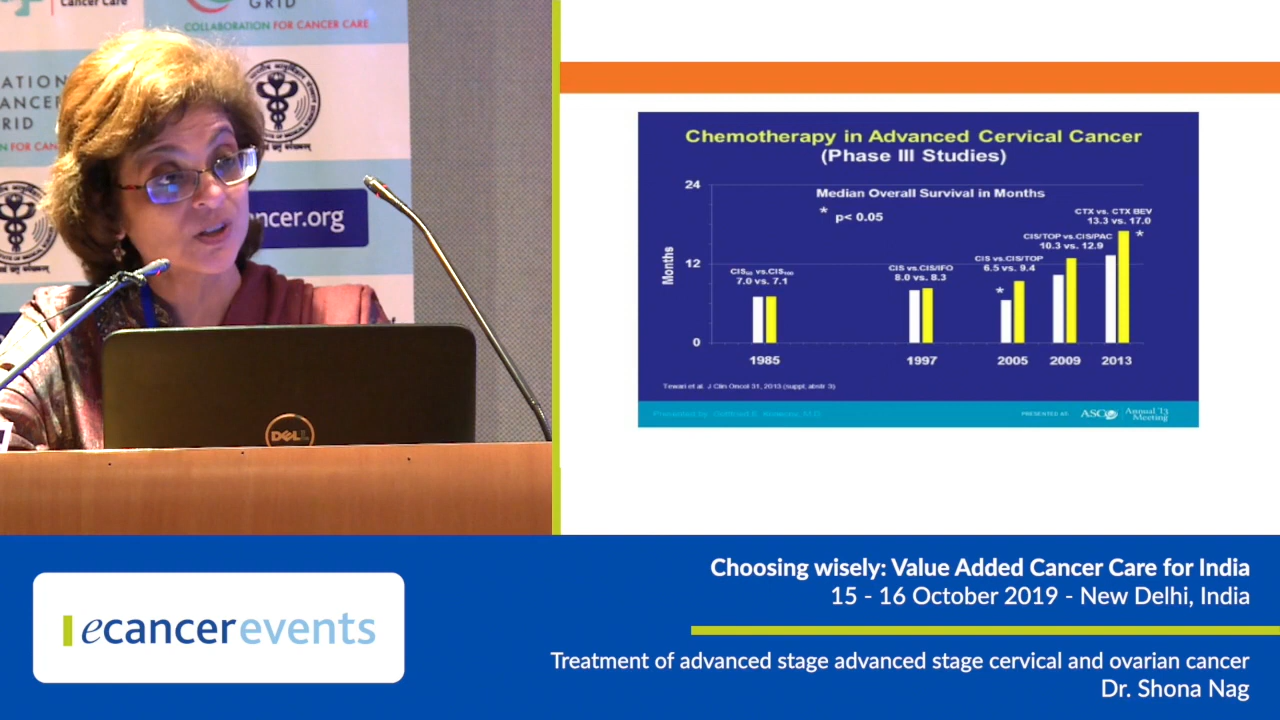 Cancer Care
GRID
COLLABORATION FOR CANCER CARE
ATION
ANCER
RID
N FOR CAN
ncer.org
DELL
Chemotherapy in Advanced Cervical Cancer
(Phase III Studies)
Median Overall Survival in Months
* p< 0.05
Months
24
12
0
CIS50 vs.CIS100
7.0 vs. 7.1
CIS vs.CIS/IFO
8.0 vs. 8.3
CIS vs.CIS/TOP
6.5 vs. 9.4
*
CIS/TOP vs.CIS/PAC
10.3 vs. 12.9
CTX vs. CTX BEV
13.3 vs. 17.0
*
1985 1997 2005 2009 2013
Tewari et al. J Clin Oncol 31, 2013 (suppl; abstr 3)
PRESENTED AT: ASCO Annual '13
Meeting
ecancerevents
Choosing wisely: Value Added Cancer Care for India
15 - 16 October 2019 - New Delhi, India
Treatment of advanced stage advanced stage cervical and ovarian cancer
Dr. Shona Nag